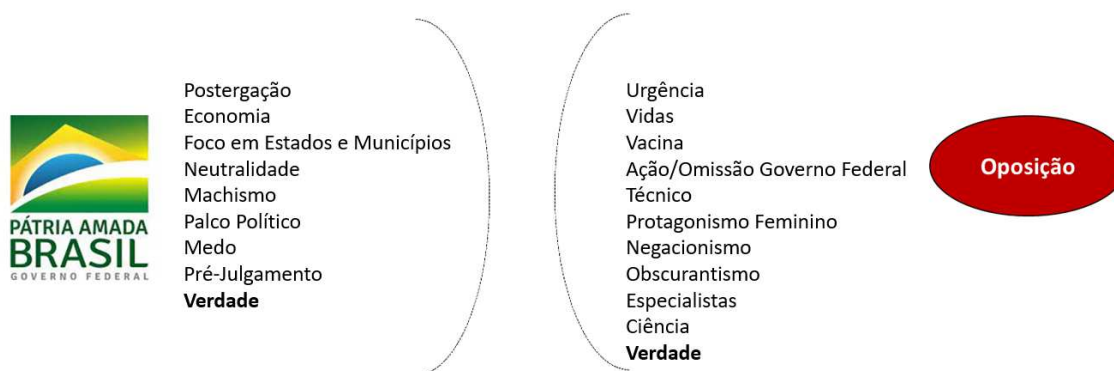 Postergação
Economia
Foco em Estados e Municípios
Neutralidade
Machismo
Palco Político
Medo
Pré-Julgamento
Verdade
PÁTRIA AMADA
BRASIL
GOVERNO FEDERAL
Urgência
Vidas
Vacina
Ação/Omissão Governo Federal
Técnico
Protagonismo Feminino
Negacionismo
Obscurantismo
Especialistas
Ciência
Verdade
Oposição